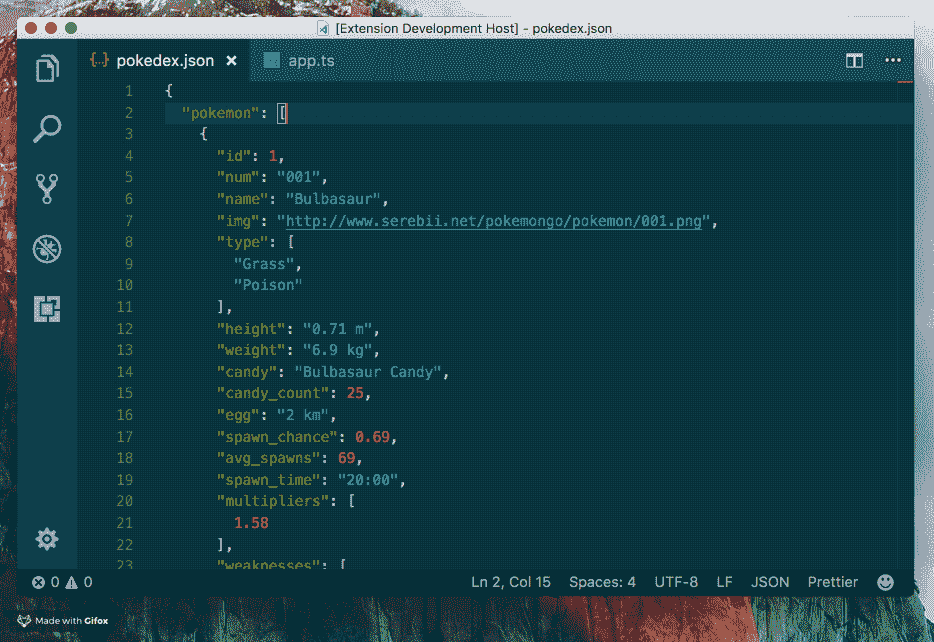 [Extension Development Host] - pokedex.json
{..} pokedex.json × app.ts
1 {
2 "pokemon": [
3 {
4 "id": 1,
5 "num": "001",
6 "name": "Bulbasaur",
7 "img": "http://www.serebii.net/pokemongo/pokemon/001.png",
8 "type": [
9 "Grass",
10 "Poison"
11 ],
12 "height": "0.71 m",
13 "weight": "6.9 kg",
14 "candy": "Bulbasaur Candy",
15 "candy_count": 25,
16 "egg": "2 km",
17 "spawn_chance": 0.69,
18 "avg_spawns": 69,
19 "spawn_time": "20:00",
20 "multipliers": [
21 1.58
22 ],
23 "weaknesses": [
0 0 Ln 2, Col 15 Spaces: 4 UTF-8 LF JSON Prettier
Made with Gifox